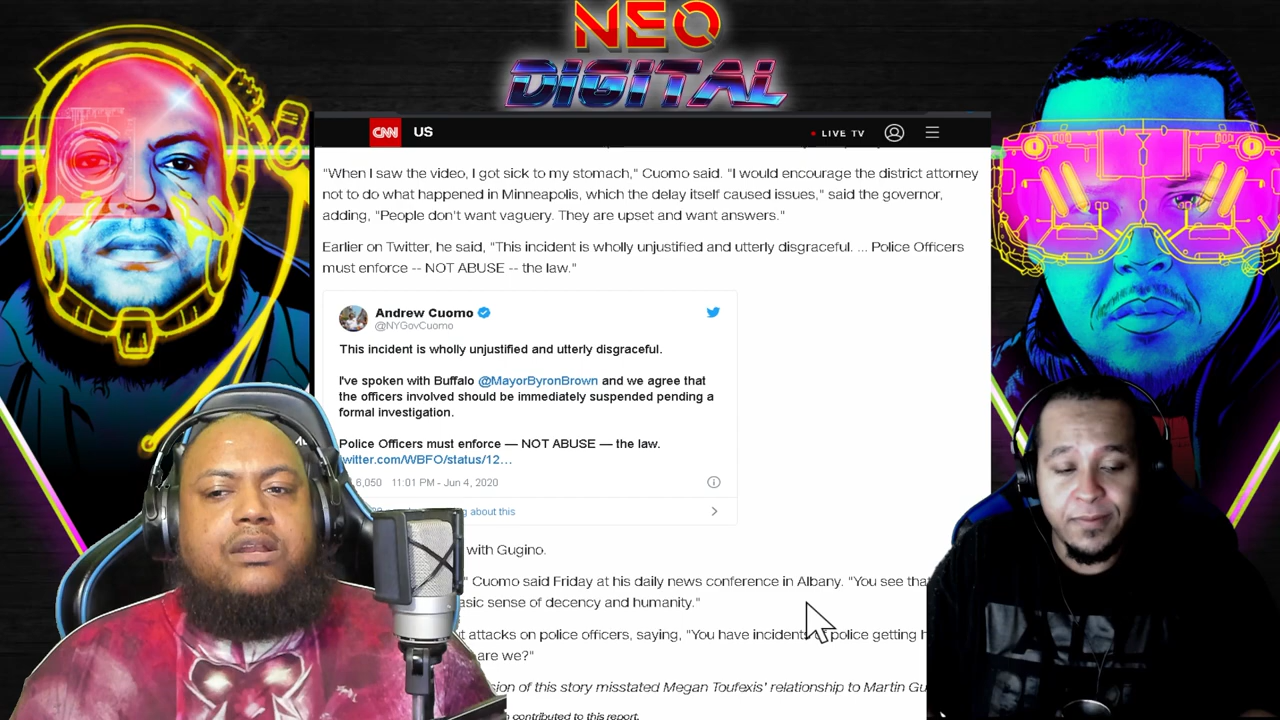 NEO
DIGITAL
CNN US LIVE TV
"When I saw the video, I got sick to my stomach," Cuomo said. "I would encourage the district attorney
not to do what happened in Minneapolis, which the delay itself caused issues," said the governor,
adding, "People don't want vaguery. They are upset and want answers."
Earlier on Twitter, he said, "This incident is wholly unjustified and utterly disgraceful. ... Police Officers
must enforce -- NOT ABUSE -- the law."
Andrew Cuomo
@NYGovCuomo
This incident is wholly unjustified and utterly disgraceful.
I've spoken with Buffalo @MayorByronBrown and we agree that
the officers involved should be immediately suspended pending a
formal investigation.
Police Officers must enforce — NOT ABUSE — the law.
witter.com/WBFO/status/12…
6,050 11:01 PM - Jun 4, 2020
about this
with Gugino.
" Cuomo said Friday at his daily news conference in Albany. "You see that
sense of decency and humanity."
attacks on police officers, saying, "You have incidents police getting
are we?"
of this story misstated Megan Toufexis' relationship to Martin
contributed to this report.